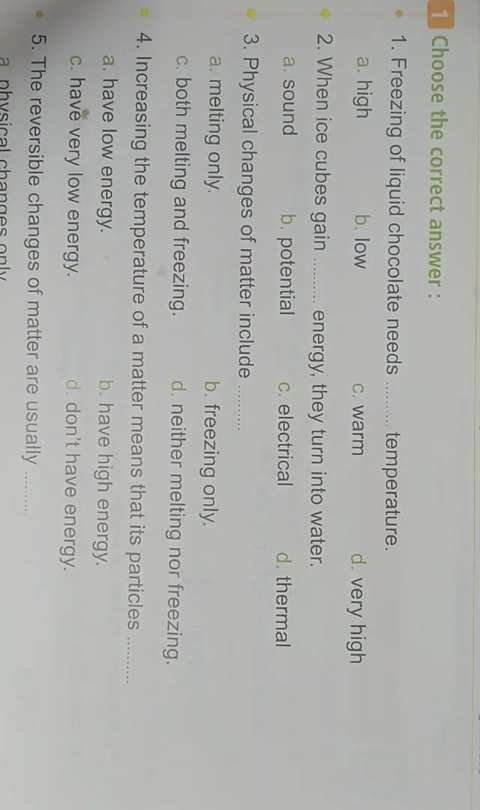 1 Choose the correct answer :
1. Freezing of liquid chocolate needs .......... temperature.
a. high b. low c. warm d. very high
2. When ice cubes gain .......... energy, they turn into water.
a. sound b. potential c. electrical d. thermal
3. Physical changes of matter include ..........
a. melting only. b. freezing only.
c. both melting and freezing. d. neither melting nor freezing.
4. Increasing the temperature of a matter means that its particles ..........
a. have low energy. b. have high energy.
c. have very low energy. d. don't have energy.
5. The reversible changes of matter are usually ..........
a. physical changes only